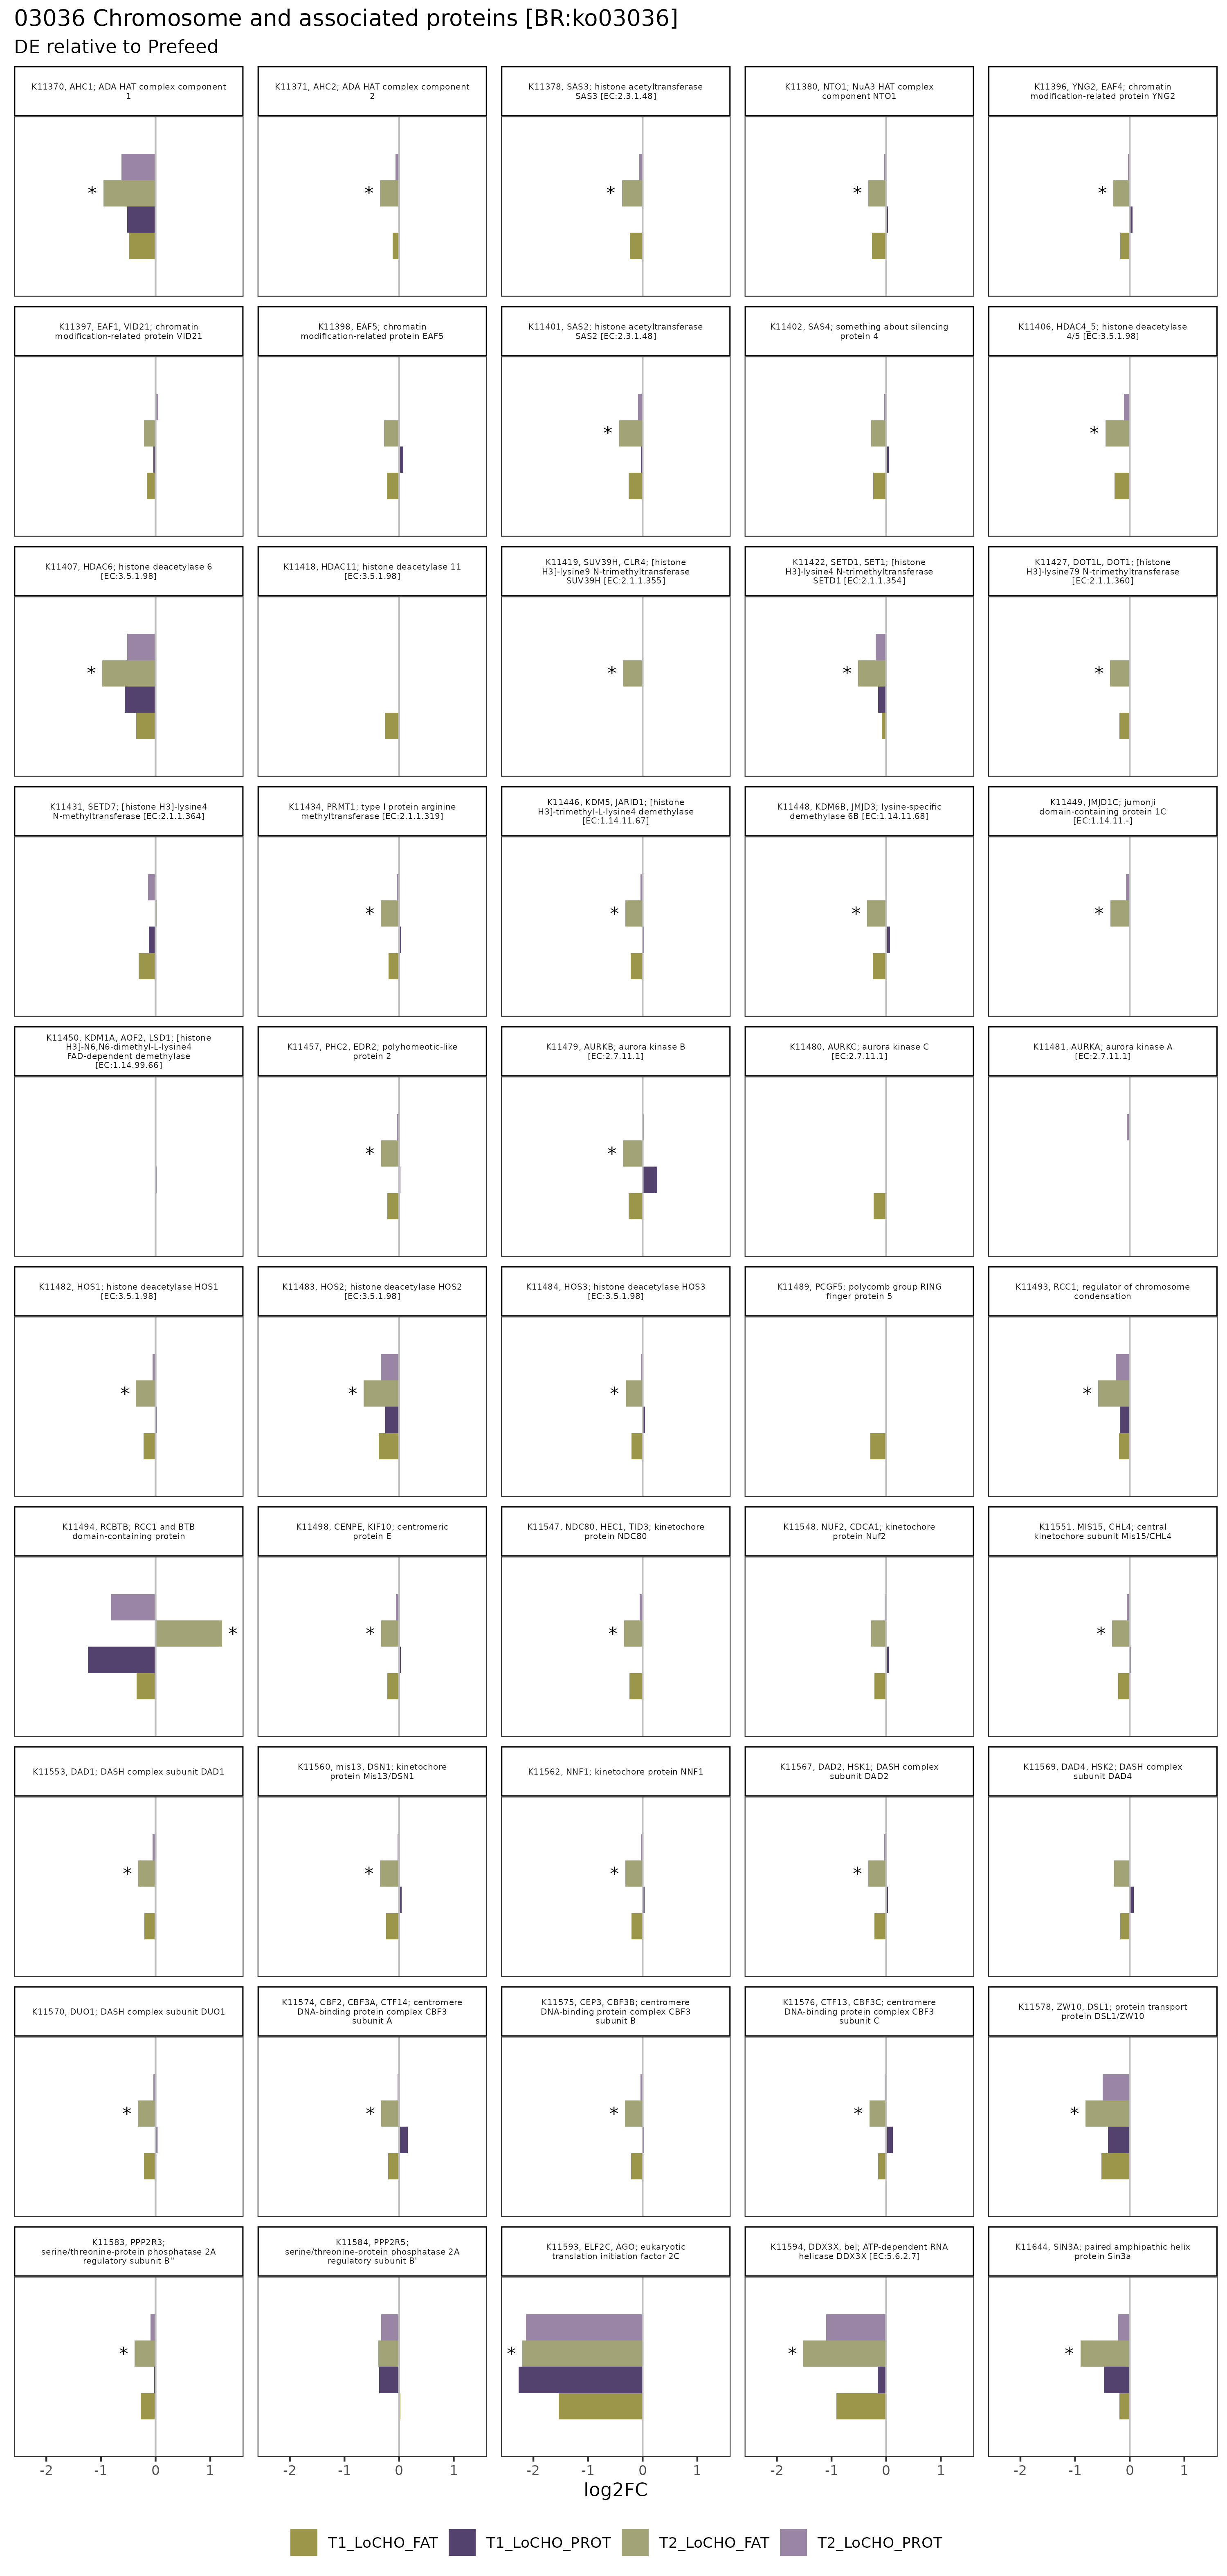 03036 Chromosome and associated proteins [BR:ko03036]
DE relative to Prefeed
K11370, AHC1; ADA HAT complex component
1
K11371, AHC2; ADA HAT complex component
2
K11378, SAS3; histone acetyltransferase
SAS3 [EC:2.3.1.48]
K11380, NTO1; NuA3 HAT complex
component NTO1
K11396, YNG2, EAF4; chromatin
modification-related protein YNG2
*
*
*
*
*
K11397, EAF1, VID21; chromatin
modification-related protein VID21
K11398, EAF5; chromatin
modification-related protein EAF5
K11401, SAS2; histone acetyltransferase
SAS2 [EC:2.3.1.48]
K11402, SAS4; something about silencing
protein 4
K11406, HDAC4_5; histone deacetylase
4/5 [EC:3.5.1.98]
*
*
K11407, HDAC6; histone deacetylase 6
[EC:3.5.1.98]
K11418, HDAC11; histone deacetylase 11
[EC:3.5.1.98]
K11419, SUV39H, CLR4; [histone
H3]-lysine9 N-trimethyltransferase
SUV39H [EC:2.1.1.355]
K11422, SETD1, SET1; [histone
H3]-lysine4 N-trimethyltransferase
SETD1 [EC:2.1.1.354]
K11427, DOT1L, DOT1; [histone
H3]-lysine79 N-trimethyltransferase
[EC:2.1.1.360]
*
*
*
*
K11431, SETD7; [histone H3]-lysine4
N-methyltransferase [EC:2.1.1.364]
K11434, PRMT1; type I protein arginine
methyltransferase [EC:2.1.1.319]
K11446, KDM5, JARID1; [histone
H3]-trimethyl-L-lysine4 demethylase
[EC:1.14.11.67]
K11448, KDM6B, JMJD3; lysine-specific
demethylase 6B [EC:1.14.11.68]
K11449, JMJD1C; jumonji
domain-containing protein 1C
[EC:1.14.11.-]
*
*
*
*
K11450, KDM1A, AOF2, LSD1; [histone
H3]-N6,N6-dimethyl-L-lysine4
FAD-dependent demethylase
[EC:1.14.99.66]
K11457, PHC2, EDR2; polyhomeotic-like
protein 2
K11479, AURKB; aurora kinase B
[EC:2.7.11.1]
K11480, AURKC; aurora kinase C
[EC:2.7.11.1]
K11481, AURKA; aurora kinase A
[EC:2.7.11.1]
*
*
K11482, HOS1; histone deacetylase HOS1
[EC:3.5.1.98]
K11483, HOS2; histone deacetylase HOS2
[EC:3.5.1.98]
K11484, HOS3; histone deacetylase HOS3
[EC:3.5.1.98]
K11489, PCGF5; polycomb group RING
finger protein 5
K11493, RCC1; regulator of chromosome
condensation
*
*
*
*
K11494, RCBTB; RCC1 and BTB
domain-containing protein
K11498, CENPE, KIF10; centromeric
protein E
K11547, NDC80, HEC1, TID3; kinetochore
protein NDC80
K11548, NUF2, CDCA1; kinetochore
protein Nuf2
K11551, MIS15, CHL4; central
kinetochore subunit Mis15/CHL4
*
*
*
*
K11553, DAD1; DASH complex subunit DAD1
K11560, mis13, DSN1; kinetochore
protein Mis13/DSN1
K11562, NNF1; kinetochore protein NNF1
K11567, DAD2, HSK1; DASH complex
subunit DAD2
K11569, DAD4, HSK2; DASH complex
subunit DAD4
*
*
*
*
K11570, DUO1; DASH complex subunit DUO1
K11574, CBF2, CBF3A, CTF14; centromere
DNA-binding protein complex CBF3
subunit A
K11575, CEP3, CBF3B; centromere
DNA-binding protein complex CBF3
subunit B
K11576, CTF13, CBF3C; centromere
DNA-binding protein complex CBF3
subunit C
K11578, ZW10, DSL1; protein transport
protein DSL1/ZW10
*
*
*
*
*
K11583, PPP2R3;
serine/threonine-protein phosphatase 2A
regulatory subunit B''
K11584, PPP2R5;
serine/threonine-protein phosphatase 2A
regulatory subunit B'
K11593, ELF2C, AGO; eukaryotic
translation initiation factor 2C
K11594, DDX3X, bel; ATP-dependent RNA
helicase DDX3X [EC:5.6.2.7]
K11644, SIN3A; paired amphipathic helix
protein Sin3a
*
*
*
*
-2 -1 0 1
-2 -1 0 1
-2 -1 0 1
-2 -1 0 1
-2 -1 0 1
log2FC
T1_LoCHO_FAT
T1_LoCHO_PROT
T2_LoCHO_FAT
T2_LoCHO_PROT